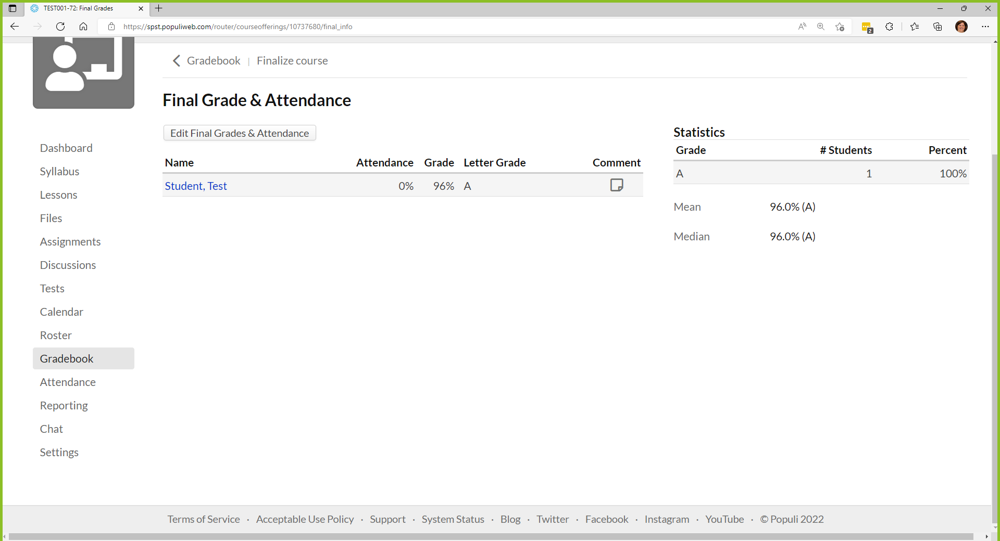 TEST001-72: Final Grades
https://spst.populiweb.com/router/courseofferings/10737680/final_info
2
Gradebook | Finalize course
Final Grade & Attendance
Edit Final Grades & Attendance
Name Attendance Grade Letter Grade Comment
Student, Test 0% 96% A
Statistics
Grade # Students Percent
A 1 100%
Mean 96.0% (A)
Median 96.0% (A)
Dashboard
Syllabus
Lessons
Files
Assignments
Discussions
Tests
Calendar
Roster
Gradebook
Attendance
Reporting
Chat
Settings
Terms of Service · Acceptable Use Policy · Support · System Status · Blog · Twitter · Facebook · Instagram · YouTube · © Populi 2022